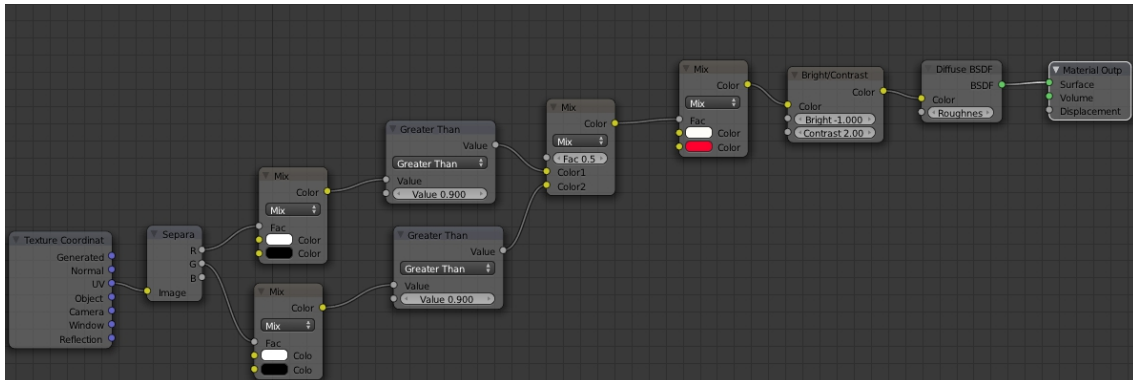 Texture Coordinat
Generated
Normal
UV
Object
Camera
Window
Reflection
Separa
R
G
B
Image
Mix
Color
Mix
Fac
Color
Color
Mix
Color
Mix
Fac
Colo
Colo
Greater Than
Value
Greater Than
Value
Value 0.900
Greater Than
Value
Greater Than
Value
Value 0.900
Mix
Color
Mix
Fac 0.5
Color1
Color2
Mix
Color
Mix
Fac
Color
Color
Bright/Contrast
Color
Color
Bright -1.000
Contrast 2.00
Diffuse BSDF
BSDF
Color
Roughnes
Material Outp
Surface
Volume
Displacement